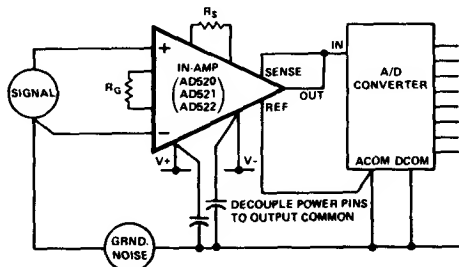 RS
IN-AMP
AD520
AD521
AD522
RG
SIGNAL
+
−
SENSE
OUT
REF
IN
A/D
CONVERTER
ACOM DCOM
V+
V-
DECOUPLE POWER PINS
TO OUTPUT COMMON
GRND.
NOISE